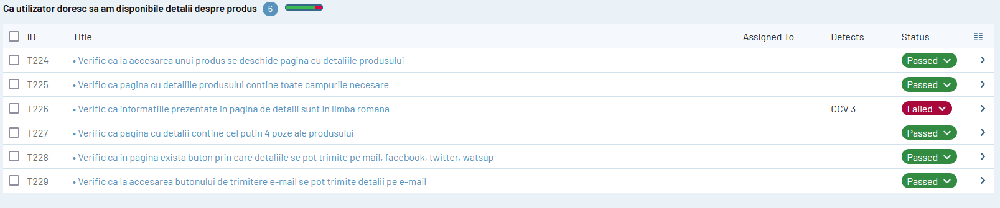 Ca utilizator doresc sa am disponibile detalii despre produs 6
ID Title Assigned To Defects Status
T224 • Verific ca la accesarea unui produs se deschide pagina cu detaliile produsului Passed
T225 • Verific ca pagina cu detaliile produsului contine toate campurile necesare Passed
T226 • Verific ca informatiile prezentate in pagina de detalii sunt in limba romana CCV 3 Failed
T227 • Verific ca pagina cu detalii contine cel putin 4 poze ale produsului Passed
T228 • Verific ca in pagina exista buton prin care detaliile se pot trimite pe mail, facebook, twitter, watsup Passed
T229 • Verific ca la accesarea butonului de trimitere e-mail se pot trimite detalii pe e-mail Passed